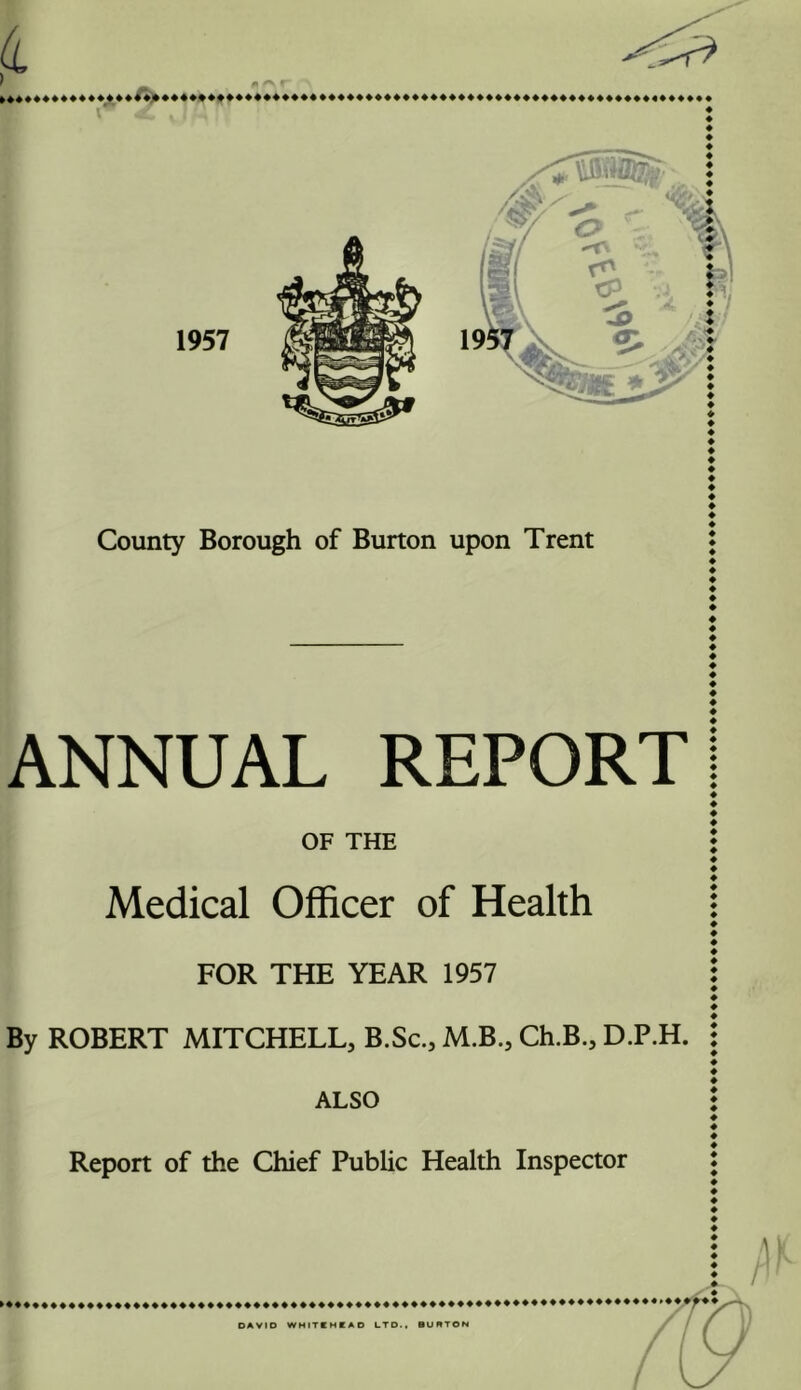 1957 1957
County Borough of Burton upon Trent
ANNUAL REPORT
OF THE
Medical Officer of Health
FOR THE YEAR 1957
By ROBERT MITCHELL, B.Sc., M.B., Ch.B., D.P.H.
ALSO
Report of the Chief Public Health Inspector
DAVID WHITEHEAD LTD., BURTON
19